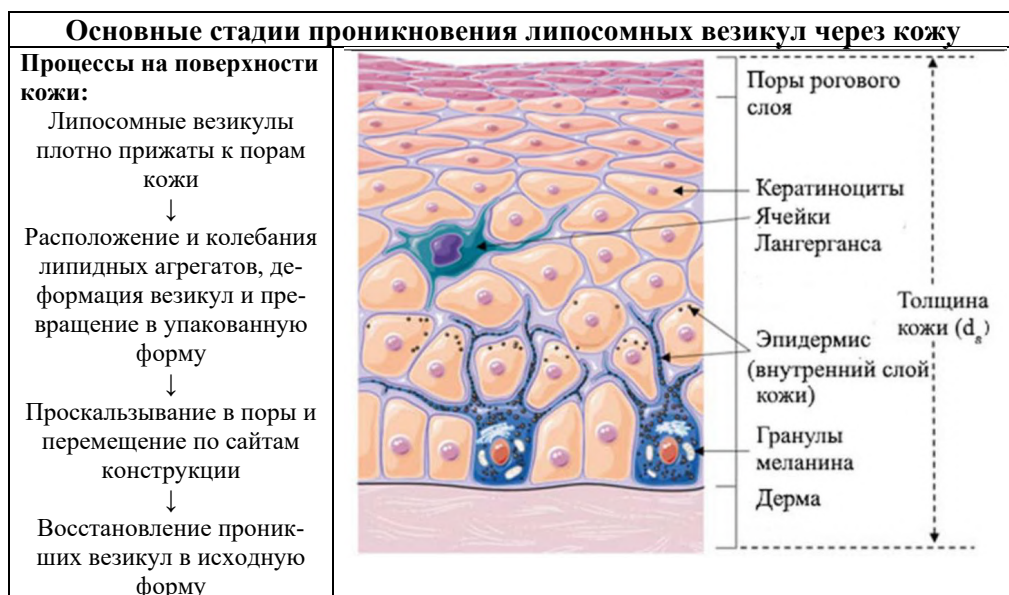 Основные стадии проникновения липосомных везикул через кожу
Процессы на поверхности
кожи:
Липосомные везикулы
плотно прижаты к порам
кожи
↓
Расположение и колебания
липидных агрегатов, де-
формация везикул и пре-
вращение в упакованную
форму
↓
Проскальзывание в поры и
перемещение по сайтам
конструкции
↓
Восстановление проник-
ших везикул в исходную
форму
Поры рогового
слоя
Кератиноциты
Ячейки
Лангерганса
Эпидермис
(внутренний слой
кожи)
Гранулы
меланина
Дерма
Толщина
кожи (ds)